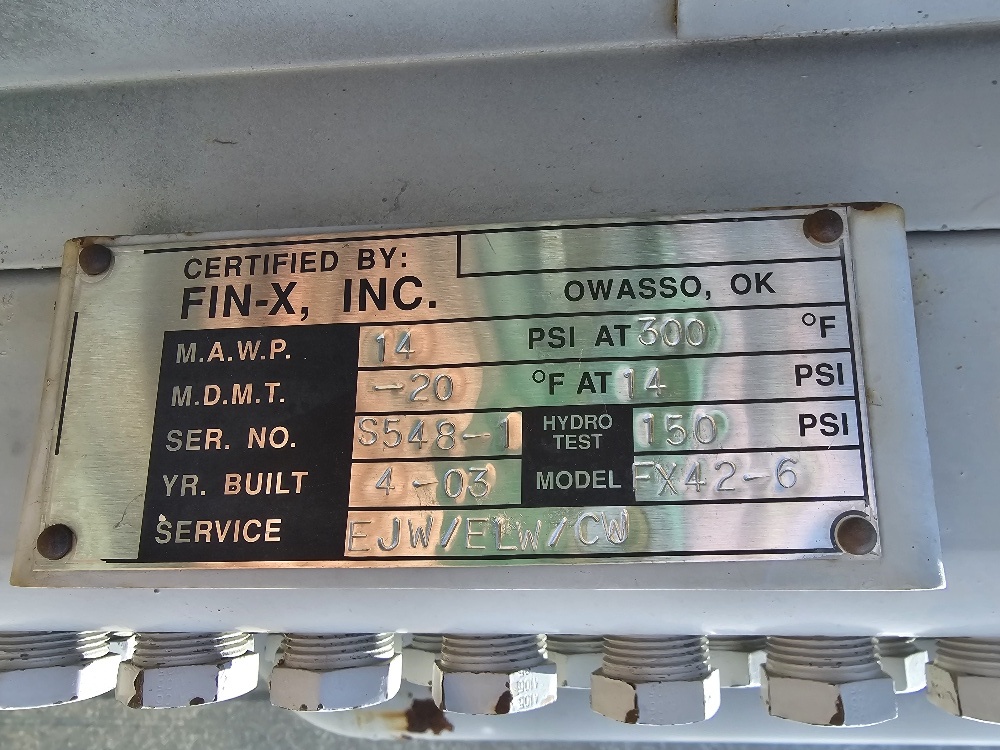 CERTIFIED BY:
FIN-X, INC.
OWASSO, OK
M.A.W.P. 14 PSI AT 300 °F
M.D.M.T. -20 °F AT 14 PSI
SER. NO. S548-1 HYDRO TEST 150 PSI
YR. BUILT 4-03 MODEL FX42-6
SERVICE EJW/ELW/CW